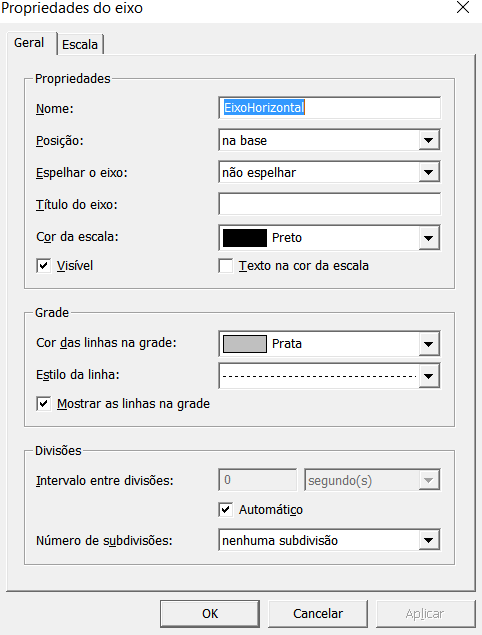 Propriedades do eixo
Geral Escala
Propriedades
Nome: EixoHorizontal
Posição: na base
Espelhar o eixo: não espelhar
Título do eixo:
Cor da escala: Preto
Visível Texto na cor da escala
Grade
Cor das linhas na grade: Prata
Estilo da linha:
Mostrar as linhas na grade
Divisões
Intervalo entre divisões: 0 segundo(s)
Automático
Número de subdivisões: nenhuma subdivisão
OK Cancelar Aplicar